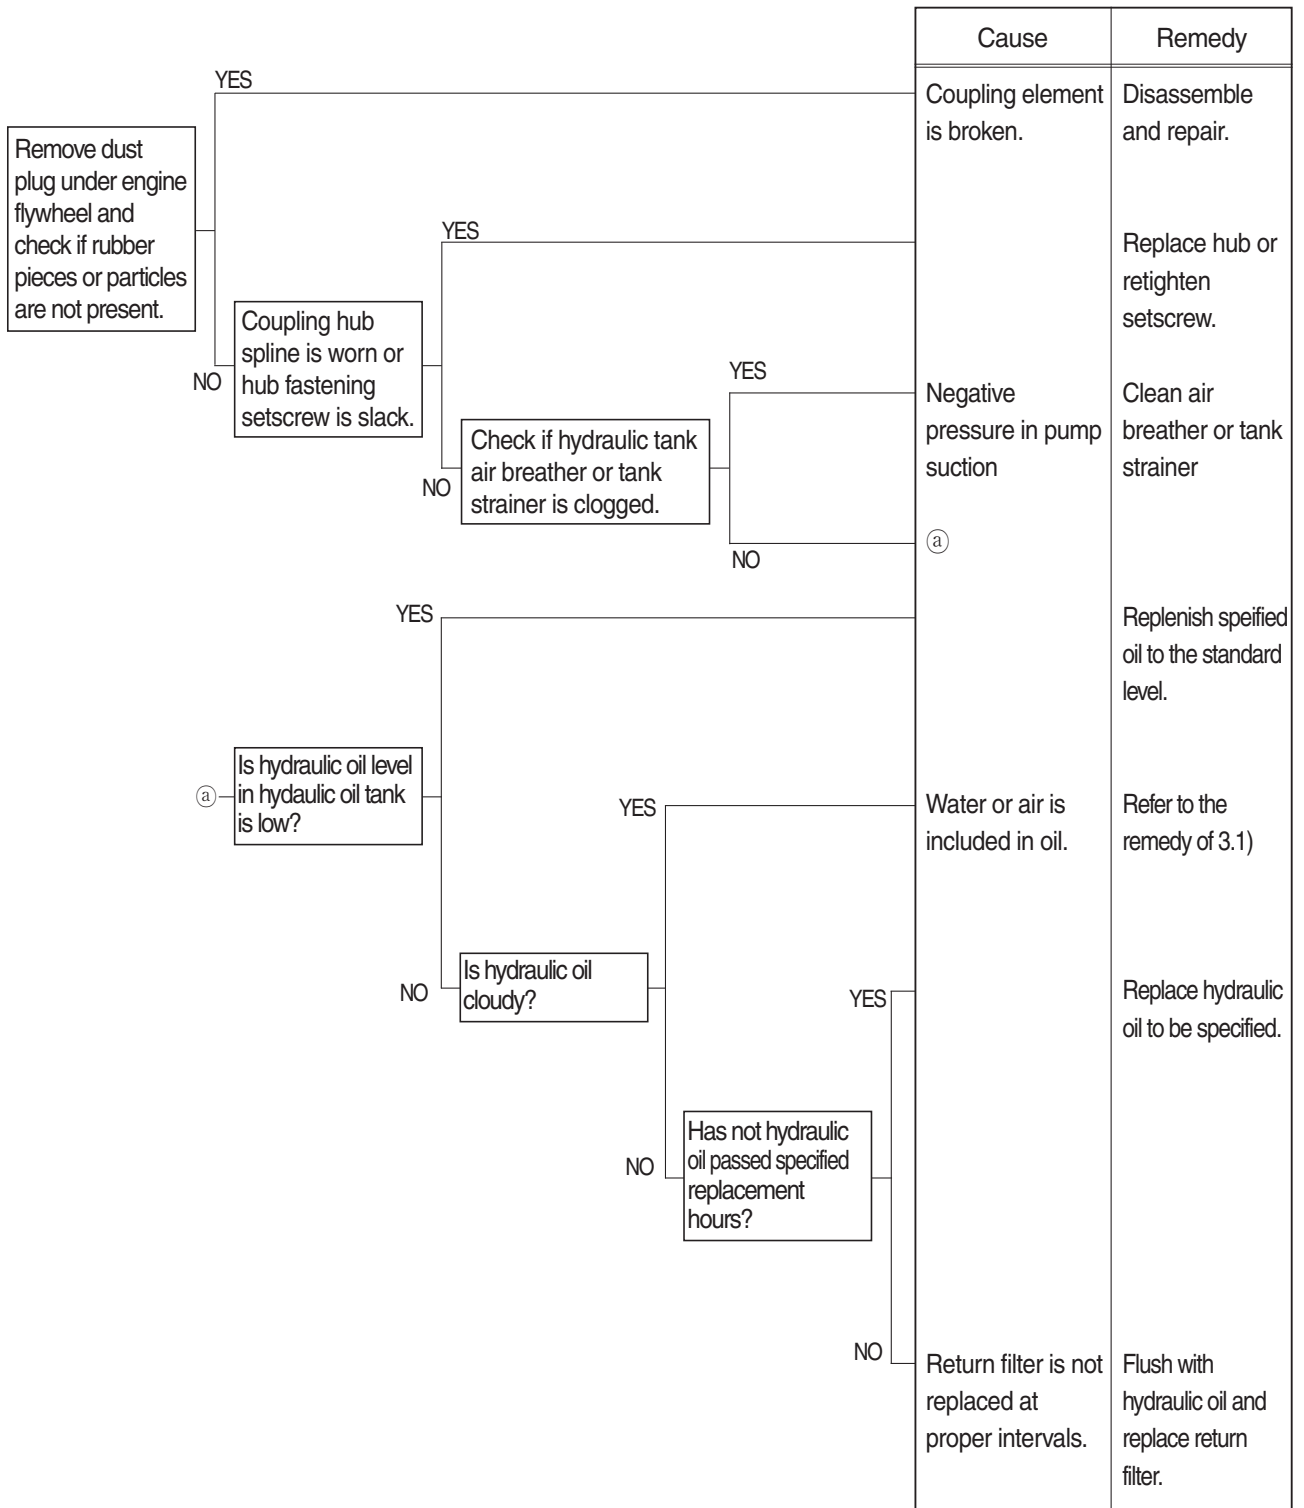 Cause
Remedy
YES
Coupling element
is broken.
Disassemble
and repair.
Remove dust
plug under engine
flywheel and
check if rubber
pieces or particles
are not present.
YES
Replace hub or
retighten
setscrew.
NO
Coupling hub
spline is worn or
hub fastening
setscrew is slack.
YES
Negative
pressure in pump
suction
Clean air
breather or tank
strainer
NO
Check if hydraulic tank
air breather or tank
strainer is clogged.
NO
ⓐ
YES
Replenish speified
oil to the standard
level.
ⓐ
Is hydraulic oil level
in hydaulic oil tank
is low?
YES
Water or air is
included in oil.
Refer to the
remedy of 3.1)
NO
Is hydraulic oil
cloudy?
YES
Replace hydraulic
oil to be specified.
NO
Has not hydraulic
oil passed specified
replacement
hours?
NO
Return filter is not
replaced at
proper intervals.
Flush with
hydraulic oil and
replace return
filter.